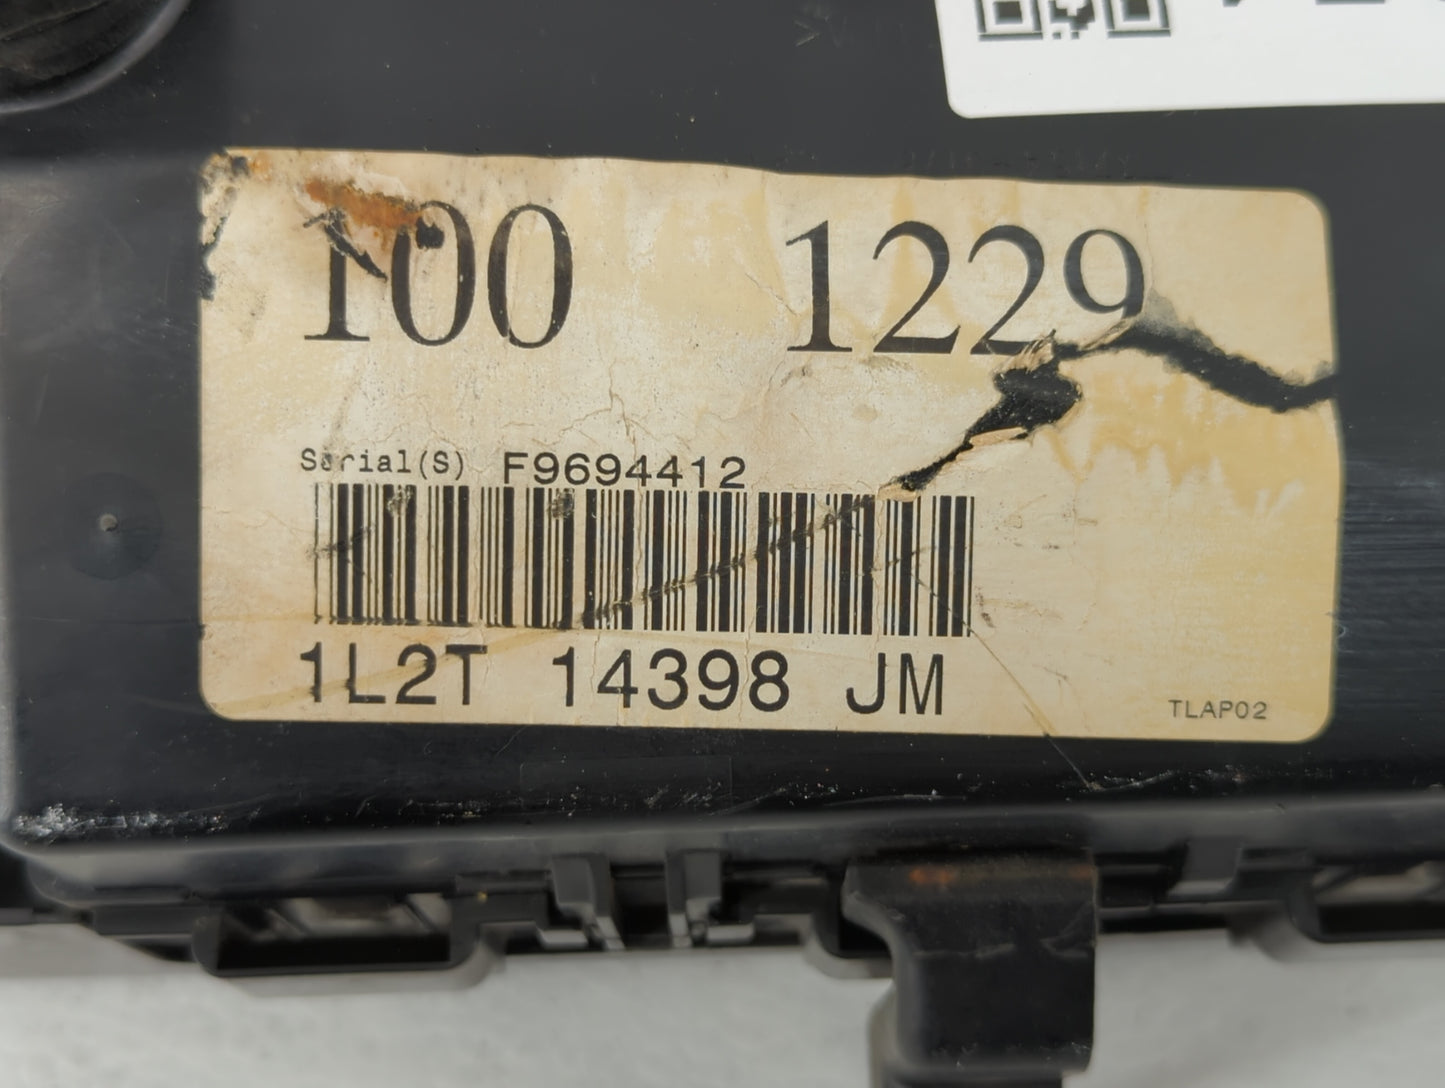 100 1229
Serial(S) F9694412
1L2T 14398 JM
TLAP02